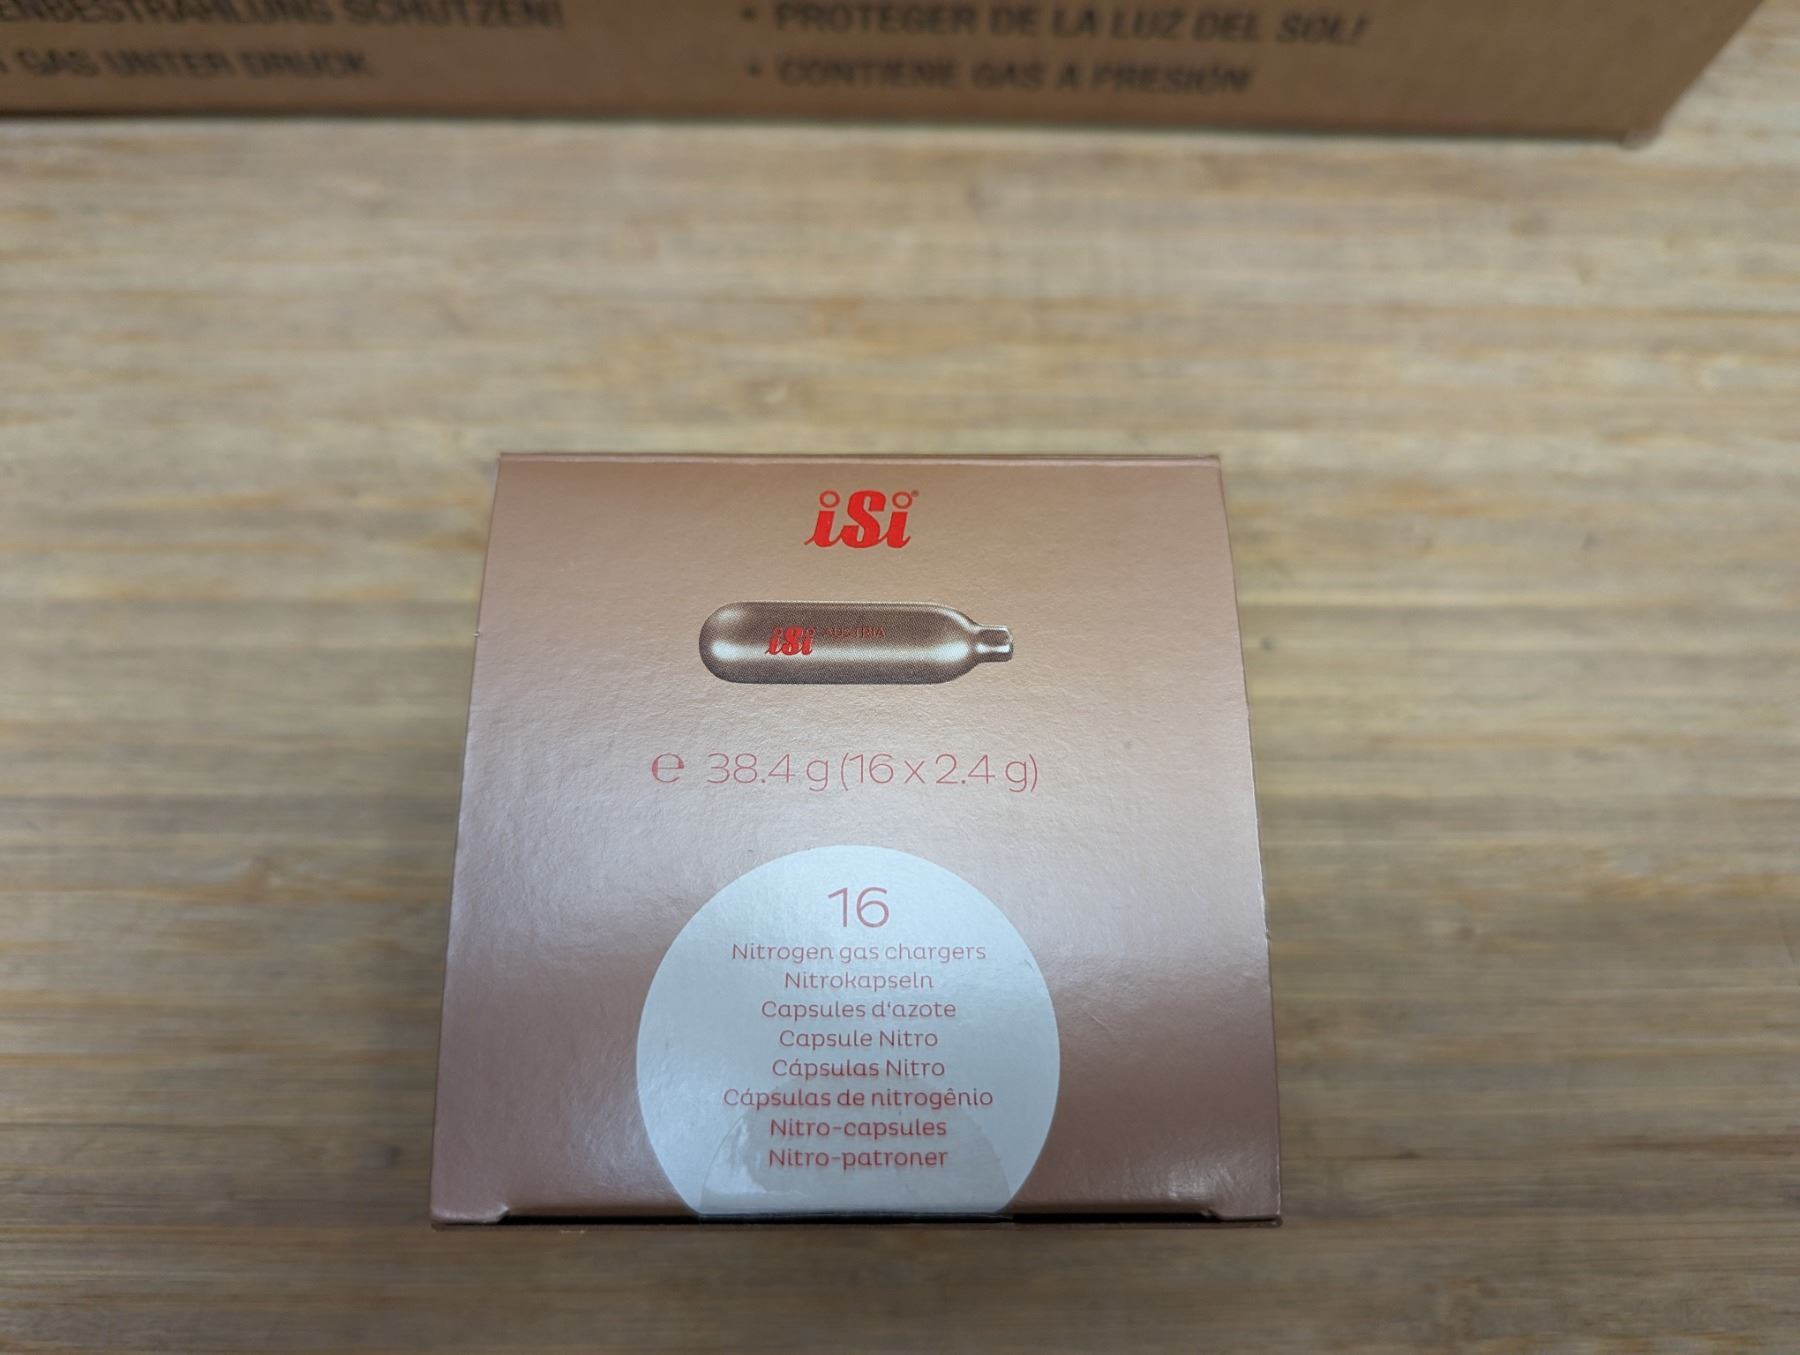 ENBESTRAHLUNG SCHÜTZEN!
GAS UNTER DRUCK
• PROTEGER DE LA LUZ DEL SOL!
• CONTIENE GAS A PRESIÓN
iSi®
iSi AUSTRIA
e 38.4 g (16 x 2.4 g)
16
Nitrogen gas chargers
Nitrokapseln
Capsules d'azote
Capsule Nitro
Cápsulas Nitro
Cápsulas de nitrogênio
Nitro-capsules
Nitro-patroner